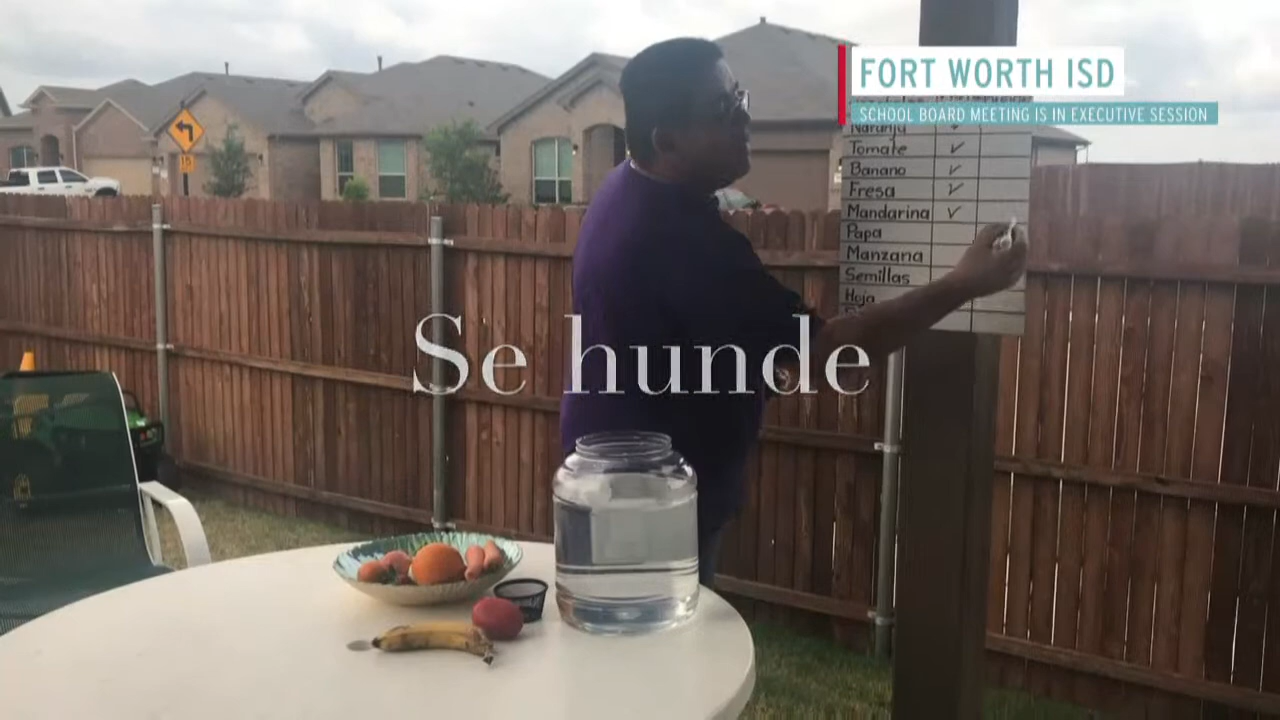 FORT WORTH ISD
SCHOOL BOARD MEETING IS IN EXECUTIVE SESSION
Naranja ✓
Tomate ✓
Banano ✓
Fresa ✓
Mandarina ✓
Papa
Manzana
Semillas
Hoja
Se hunde
15